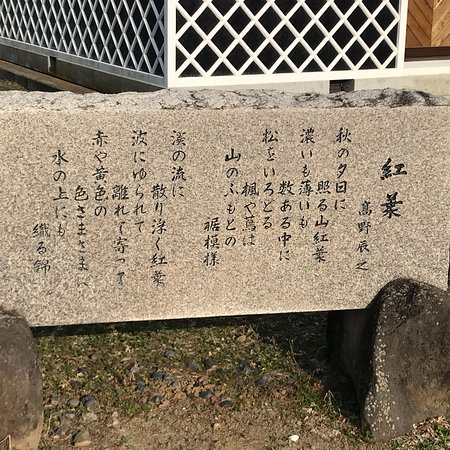 紅葉
高野辰之
秋の夕日に
照る山紅葉
濃いも薄いも
数ある中に
松をいろどる
楓や蔦は
山のふもとの
裾模様
溪の流に
散り浮く紅葉
波にゆられて
離れて寄って
赤や黄色の
色さまざまに
水の上にも
織る錦